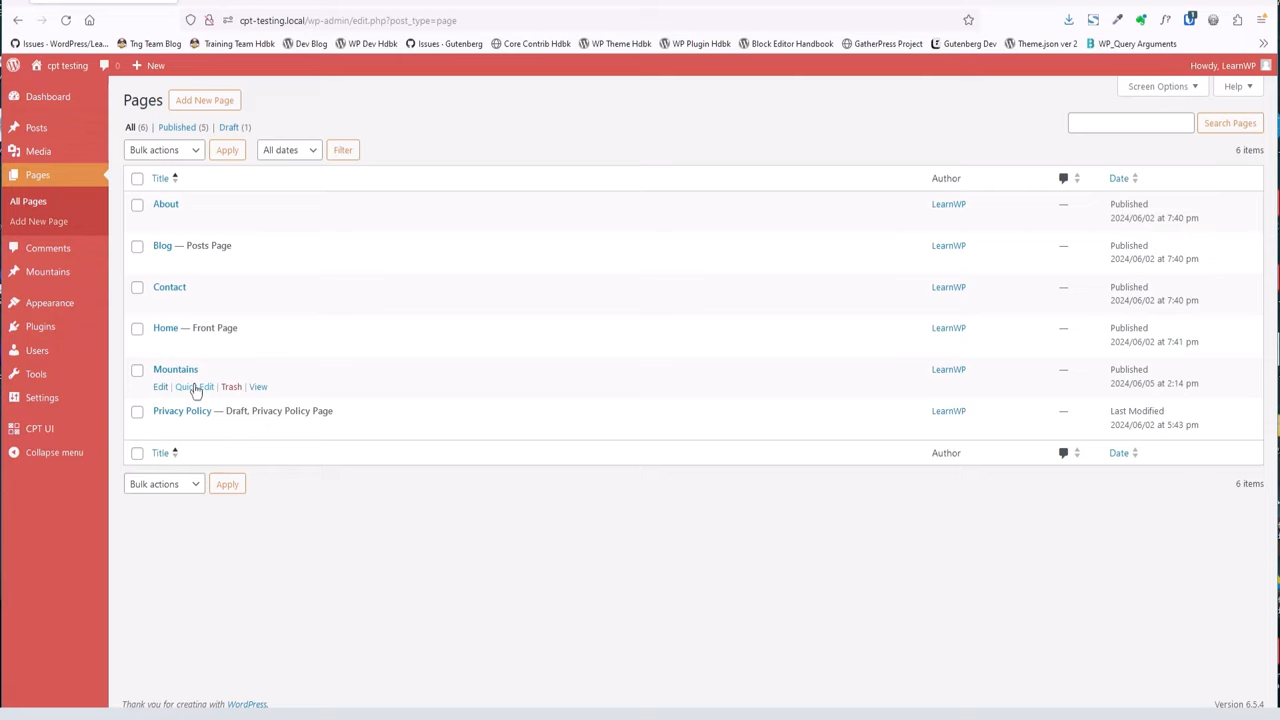 cpt-testing.local/wp-admin/edit.php?post_type=page
Issues · WordPress/Lea... Tng Team Blog Training Team Hdbk Dev Blog WP Dev Hdbk Issues · Gutenberg Core Contrib Hdbk WP Theme Hdbk WP Plugin Hdbk Block Editor Handbook GatherPress Project Gutenberg Dev Theme.json ver 2 WP_Query Arguments
cpt testing 0 New Howdy, LearnWP
Screen Options Help
Dashboard
Posts
Media
Pages
All Pages
Add New Page
Comments
Mountains
Appearance
Plugins
Users
Tools
Settings
CPT UI
Collapse menu
Pages Add New Page
All (6) | Published (5) | Draft (1)
Search Pages
Bulk actions Apply All dates Filter 6 items
Title Author Date
About LearnWP Published
2024/06/02 at 7:40 pm
Blog — Posts Page LearnWP Published
2024/06/02 at 7:40 pm
Contact LearnWP Published
2024/06/02 at 7:40 pm
Home — Front Page LearnWP Published
2024/06/02 at 7:41 pm
Mountains LearnWP Published
Edit | Quick Edit | Trash | View 2024/06/05 at 2:14 pm
Privacy Policy — Draft, Privacy Policy Page LearnWP Last Modified
2024/06/02 at 5:43 pm
Title Author Date
Bulk actions Apply 6 items
Thank you for creating with WordPress. Version 6.5.4